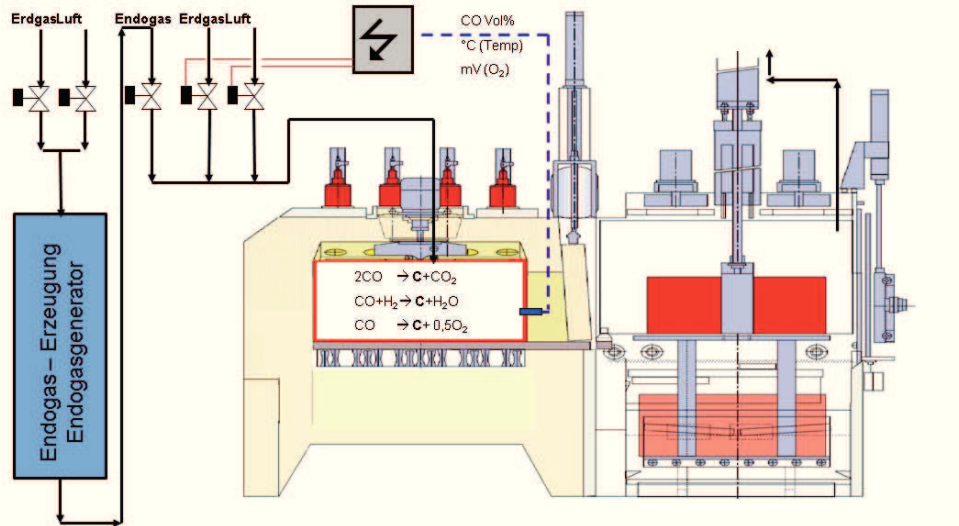 ErdgasLuft Endogas ErdgasLuft
CO Vol%
°C (Temp)
mV (O₂)
2CO → C+CO₂
CO+H₂→ C+H₂O
CO → C+ 0,5O₂
Endogas – Erzeugung
Endogasgenerator